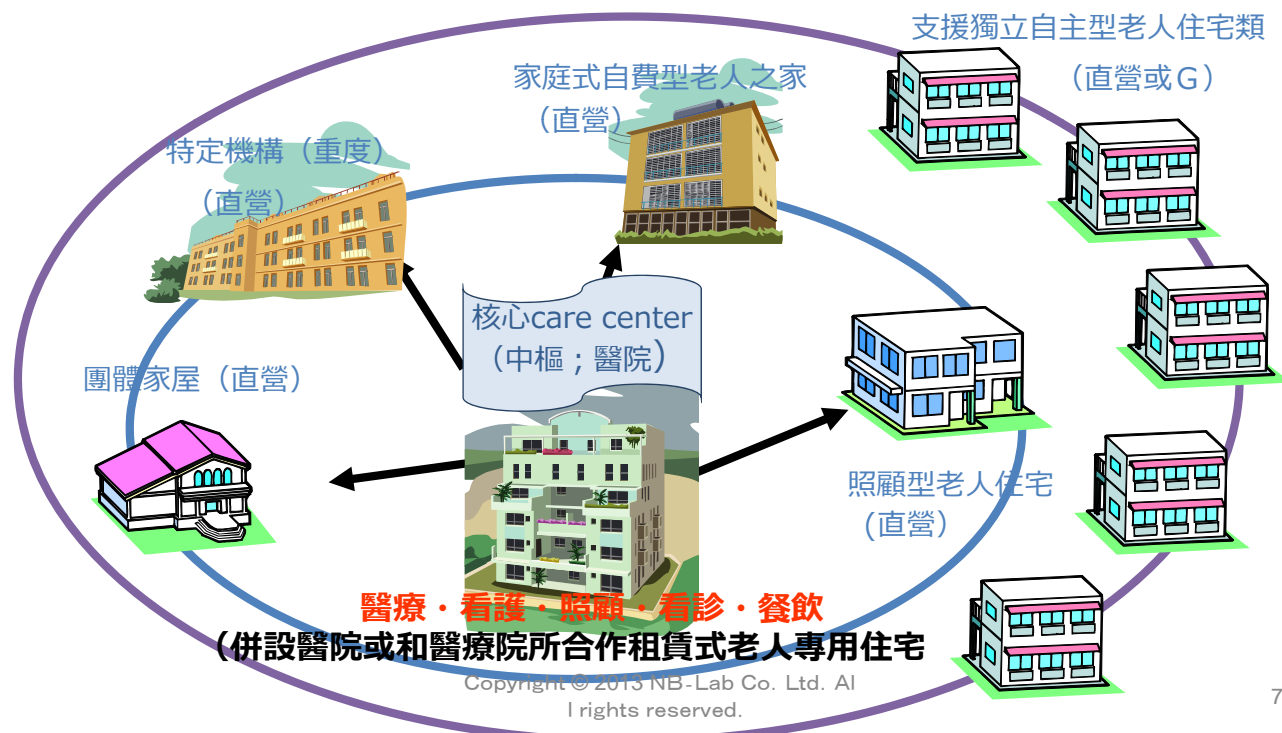 支援獨立自主型老人住宅類
（直營或Ｇ）
家庭式自費型老人之家
（直營）
特定機構（重度）
（直營）
核心care center
（中樞；醫院）
團體家屋（直營）
照顧型老人住宅
(直營）
醫療・看護・照顧・看診・餐飲
（併設醫院或和醫療院所合作租賃式老人專用住宅
Copyright © 2013 NB-Lab Co. Ltd. Al
l rights reserved.
7